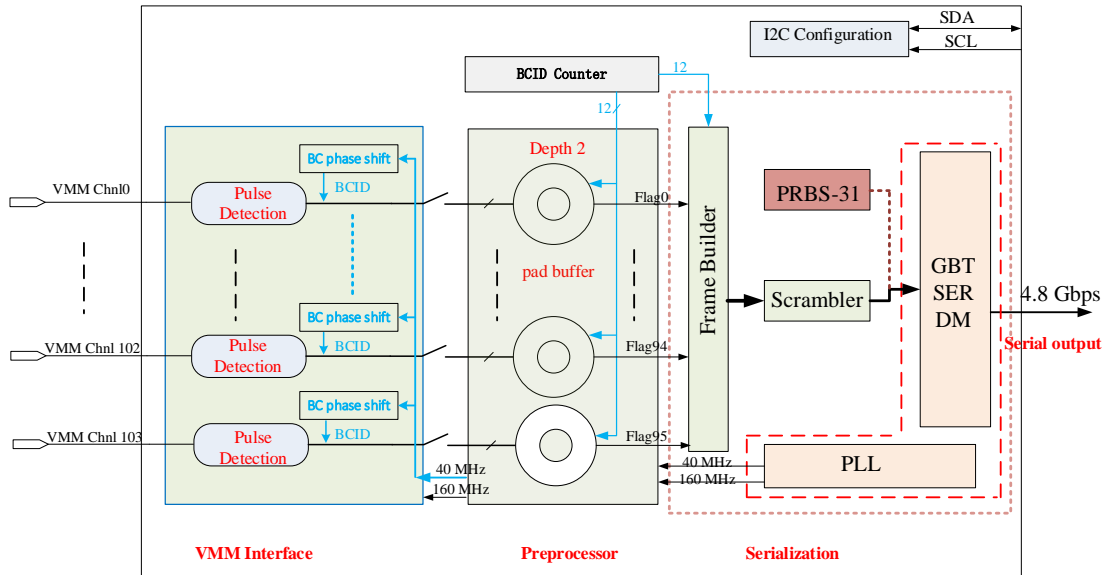 SDA
I2C Configuration
SCL
BCID Counter
12
12
Depth 2
BC phase shift
VMM Chnl0
Pulse
Detection
BCID
Flag0
PRBS-31
pad buffer
Frame Builder
GBT
SER
DM
Scrambler
4.8 Gbps
Serial output
BC phase shift
VMM Chnl 102
Pulse
Detection
BCID
Flag94
BC phase shift
VMM Chnl 103
Pulse
Detection
BCID
Flag95
40 MHz
160 MHz
40 MHz
160 MHz
PLL
VMM Interface
Preprocessor
Serialization